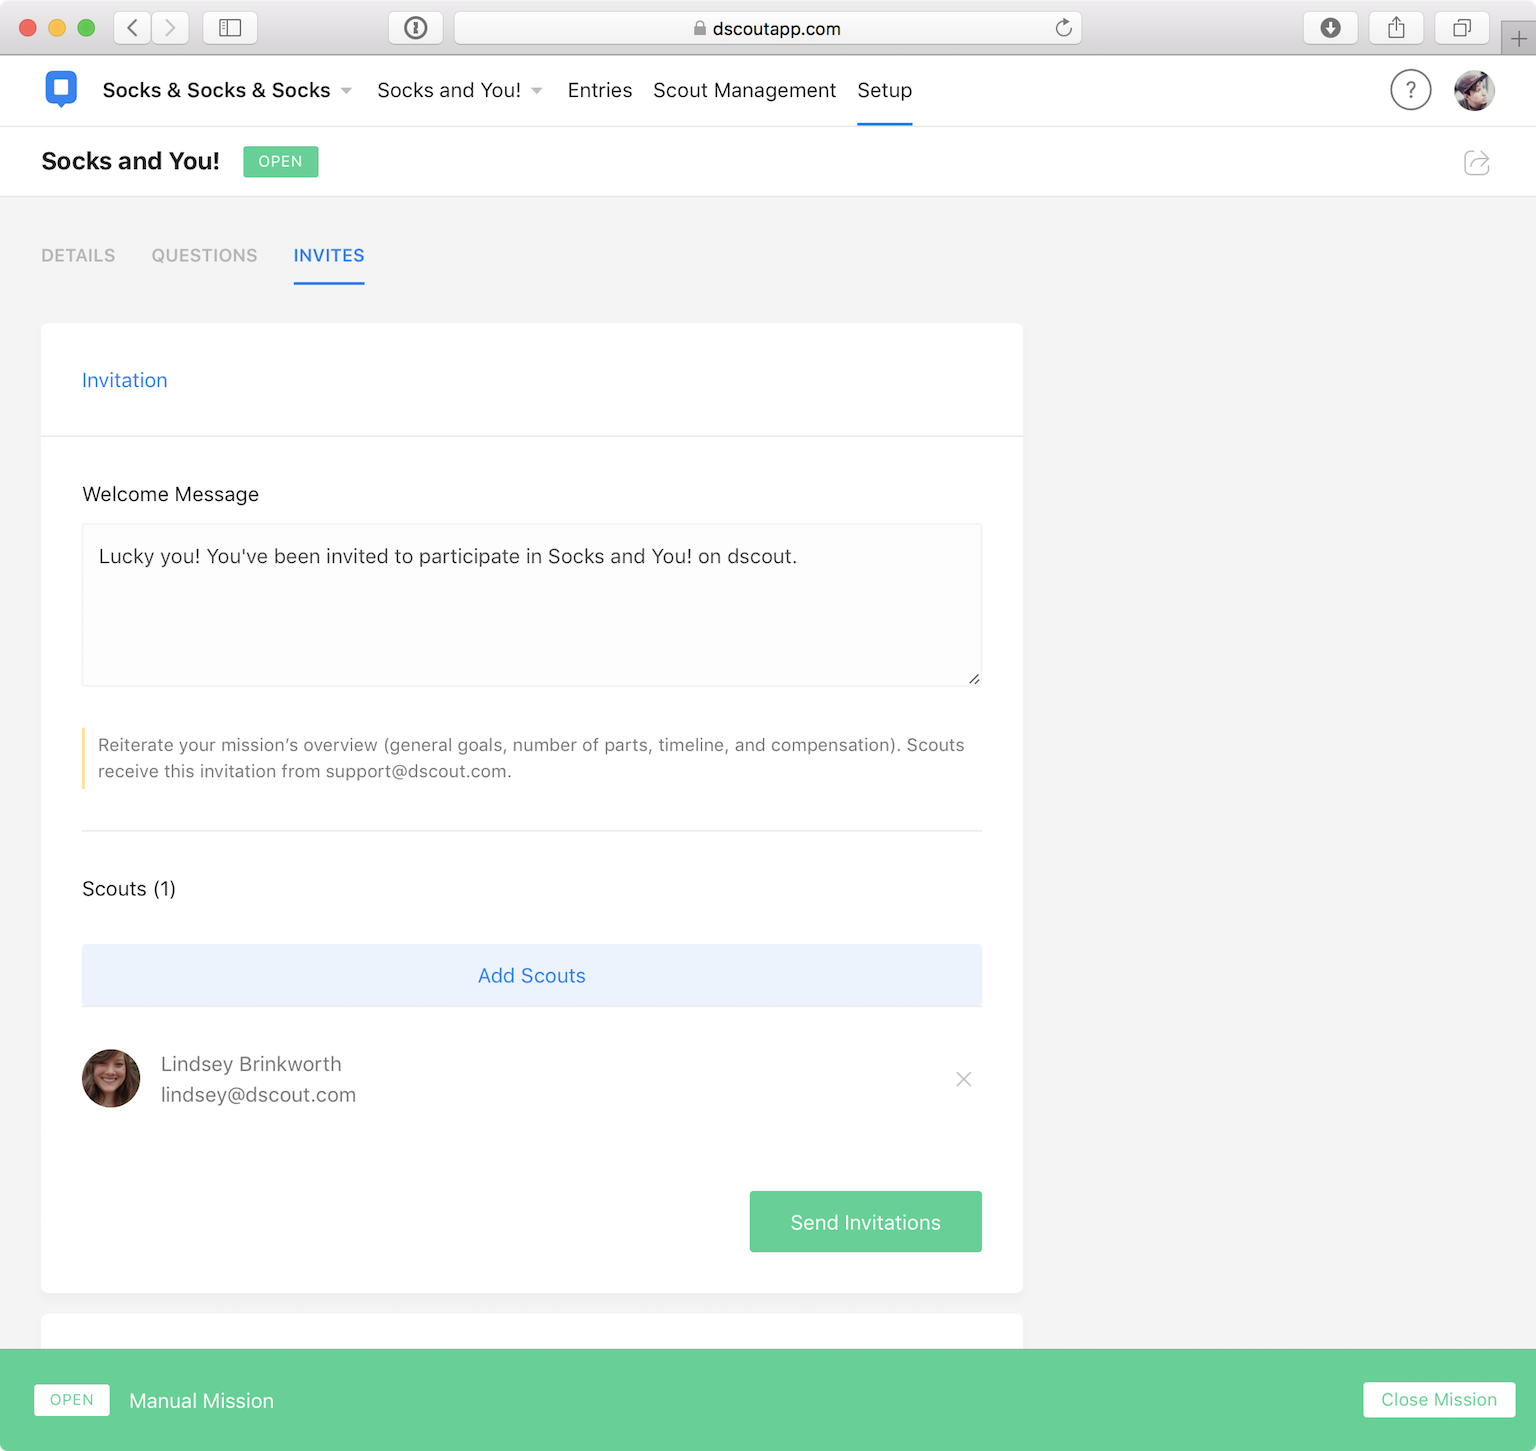 dscoutapp.com
Socks & Socks & Socks
Socks and You!
Entries
Scout Management
Setup
?
Socks and You!
OPEN
DETAILS
QUESTIONS
INVITES
Invitation
Welcome Message
Lucky you! You've been invited to participate in Socks and You! on dscout.
Reiterate your mission’s overview (general goals, number of parts, timeline, and compensation). Scouts
receive this invitation from support@dscout.com.
Scouts (1)
Add Scouts
Lindsey Brinkworth
lindsey@dscout.com
Send Invitations
OPEN
Manual Mission
Close Mission